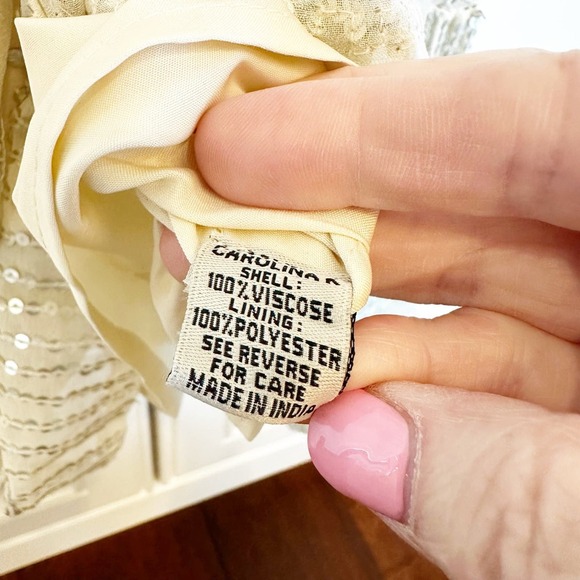 CAROLINA K
SHELL:
100%VISCOSE
LINING:
100%POLYESTER
SEE REVERSE
FOR CARE
MADE IN INDIA